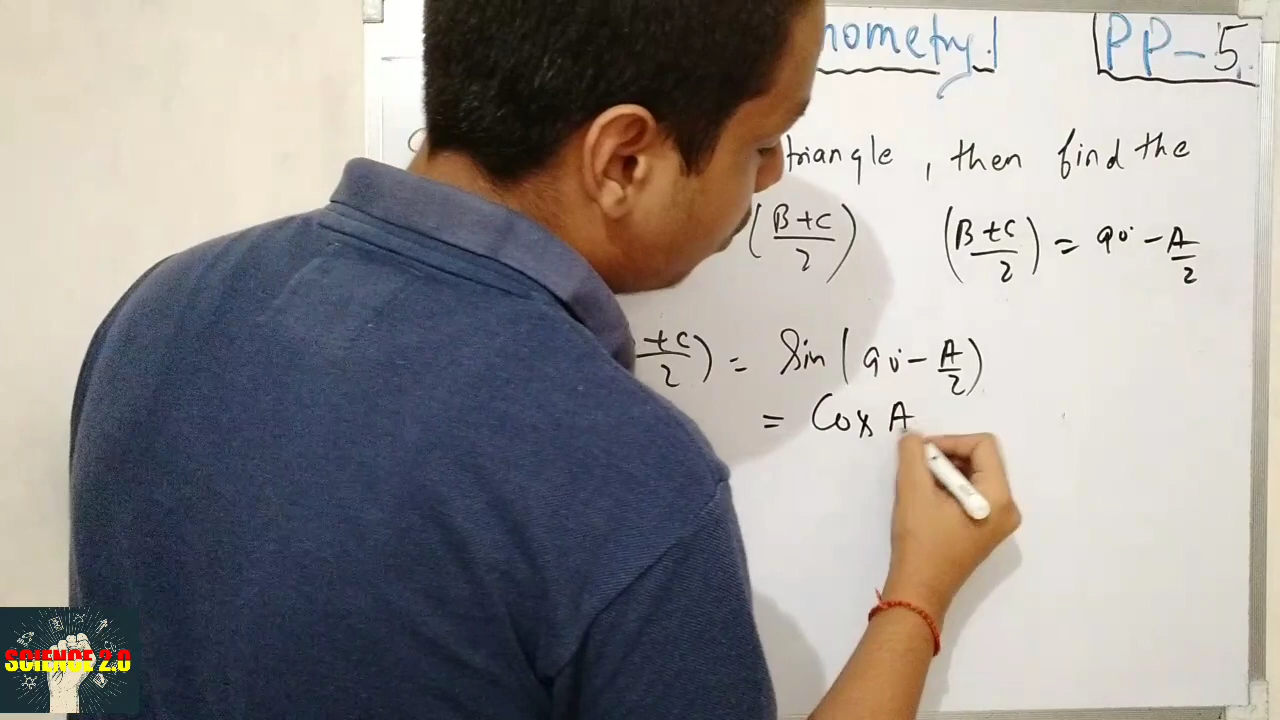 nometry. PP-5
triangle, then find the
(B+C/2) (B+C/2) = 90° - A/2
+C/2) = Sin(90° - A/2)
= Cos A
SCIENCE 2.0